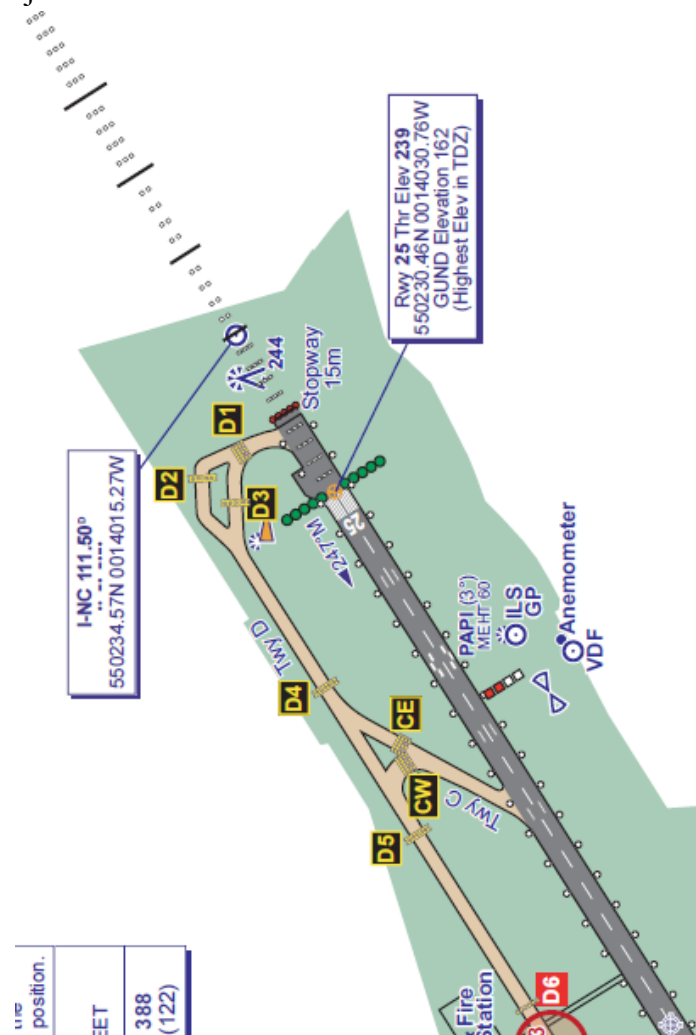 Rwy 25 Thr Elev 239
550230.46N 0014030.76W
GUND Elevation 162
(Highest Elev in TDZ)
244
Stopway
15m
D1
D2
D3
I-NC 111.50°
550234.57N 0014015.27W
247°M
25
Twy D
PAPI (3°)
MEHT 60
ILS
GP
Anemometer
VDF
D4
CE
CW
Twy C
D5
D6
Fire
Station
position.
388
(122)